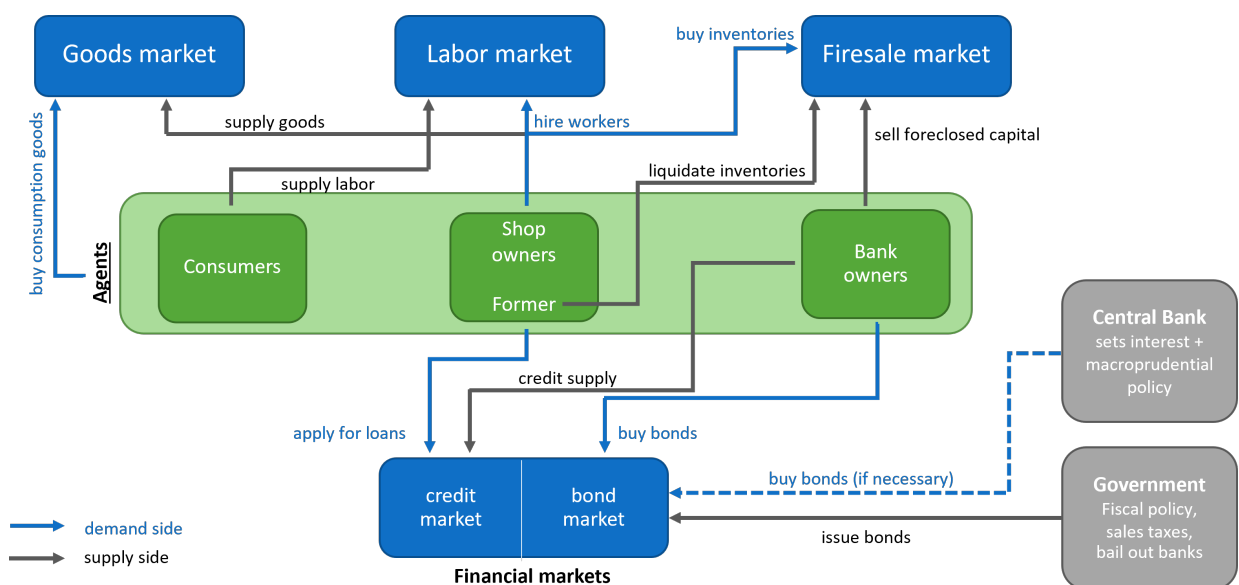 Goods market
Labor market
Firesale market
buy inventories
supply goods
hire workers
sell foreclosed capital
liquidate inventories
supply labor
buy consumption goods
Agents
Consumers
Shop
owners
Former
Bank
owners
Central Bank
sets interest +
macroprudential
policy
credit supply
apply for loans
buy bonds
buy bonds (if necessary)
credit
market
bond
market
Government
Fiscal policy,
sales taxes,
bail out banks
issue bonds
demand side
supply side
Financial markets